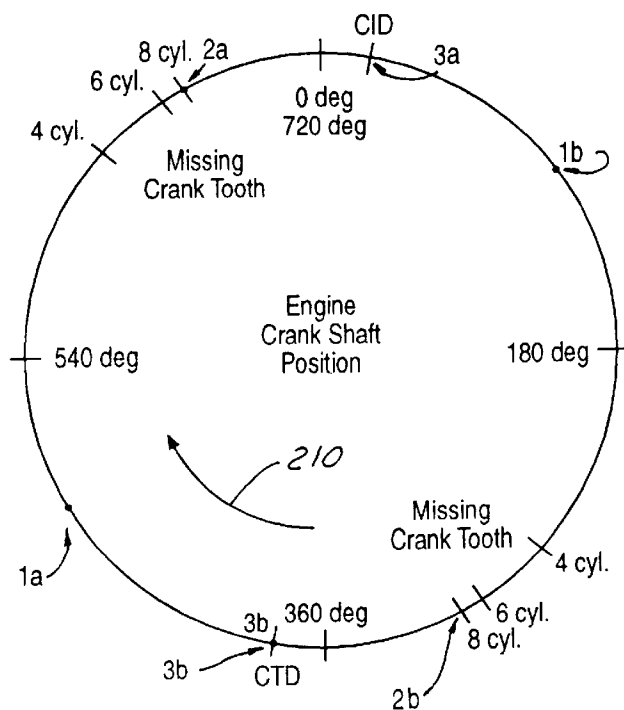 CID
8 cyl. 2a
3a
6 cyl.
0 deg
720 deg
4 cyl.
Missing
Crank Tooth
1b
Engine
Crank Shaft
Position
540 deg
180 deg
210
Missing
Crank Tooth
1a
4 cyl.
3b
360 deg
6 cyl.
8 cyl.
3b
CTD
2b